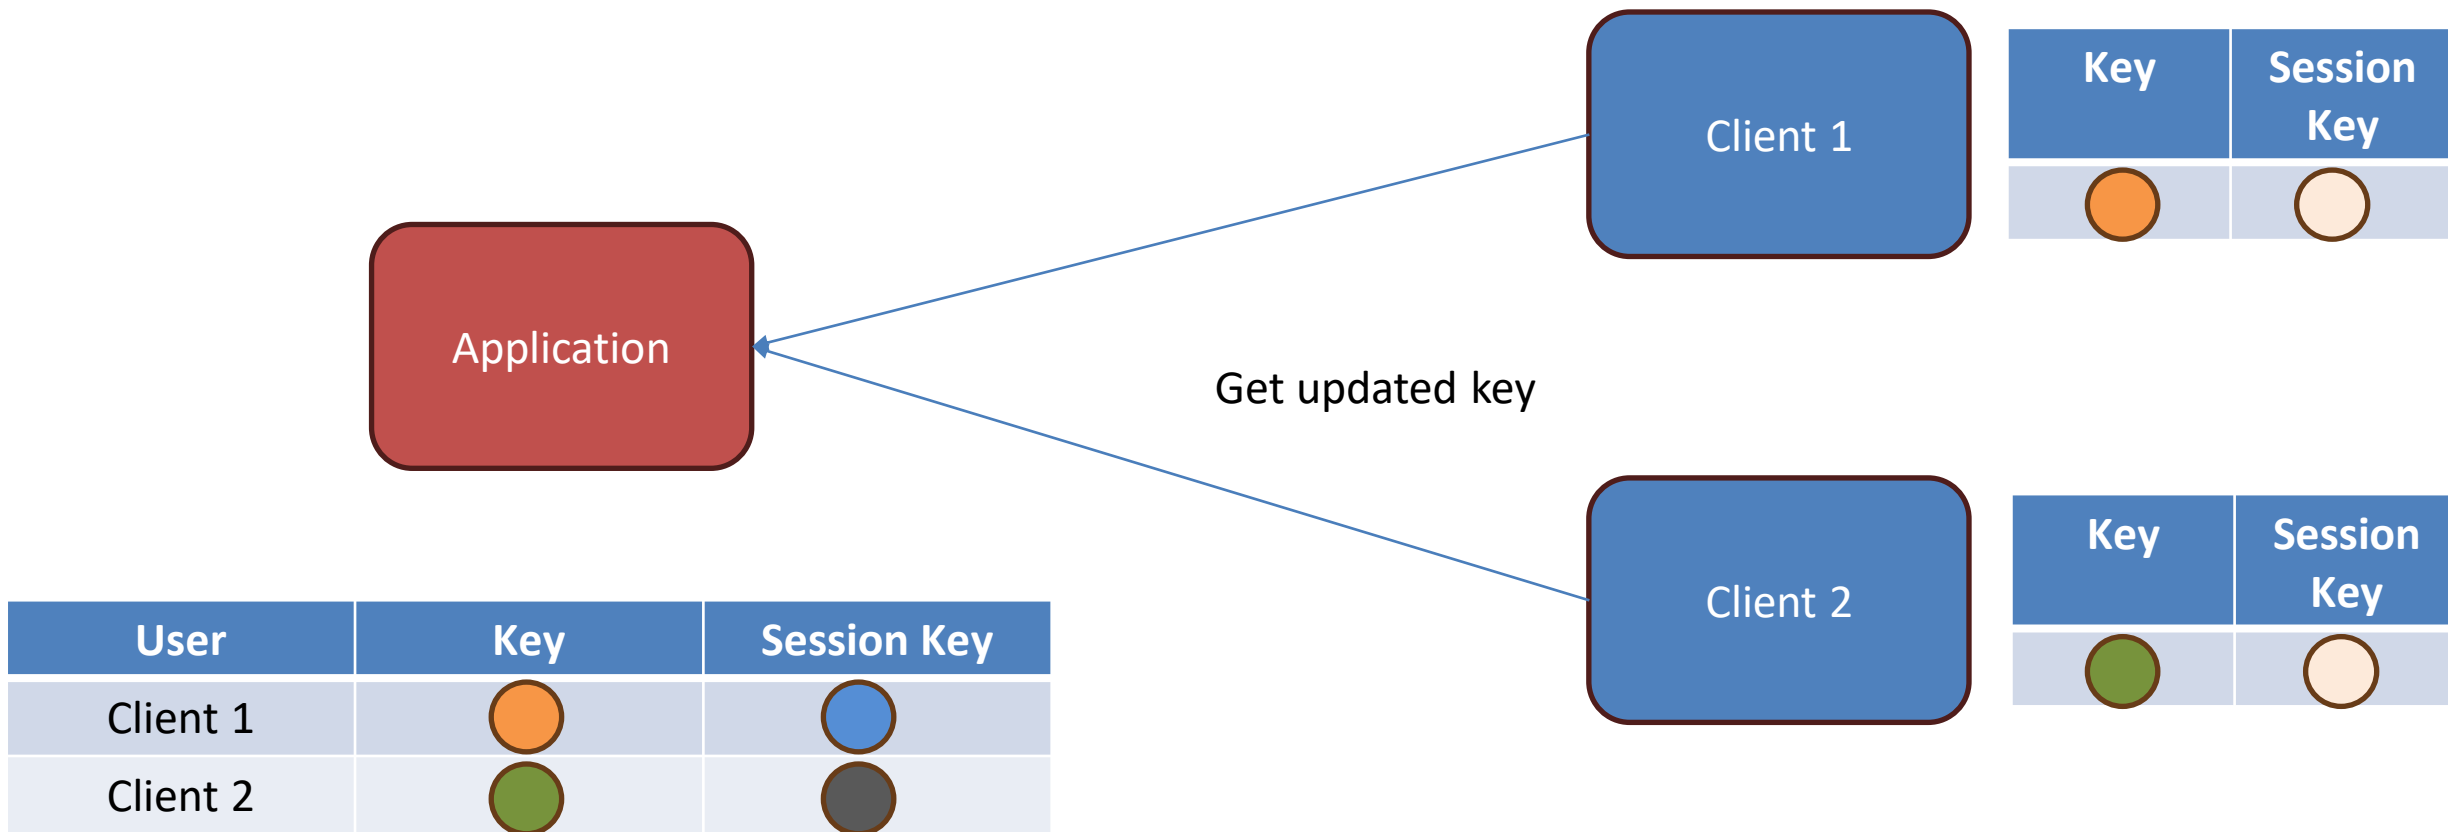 Client 1
Key Session
Key
Application
Get updated key
Client 2
Key Session
Key
User Key Session Key
Client 1
Client 2